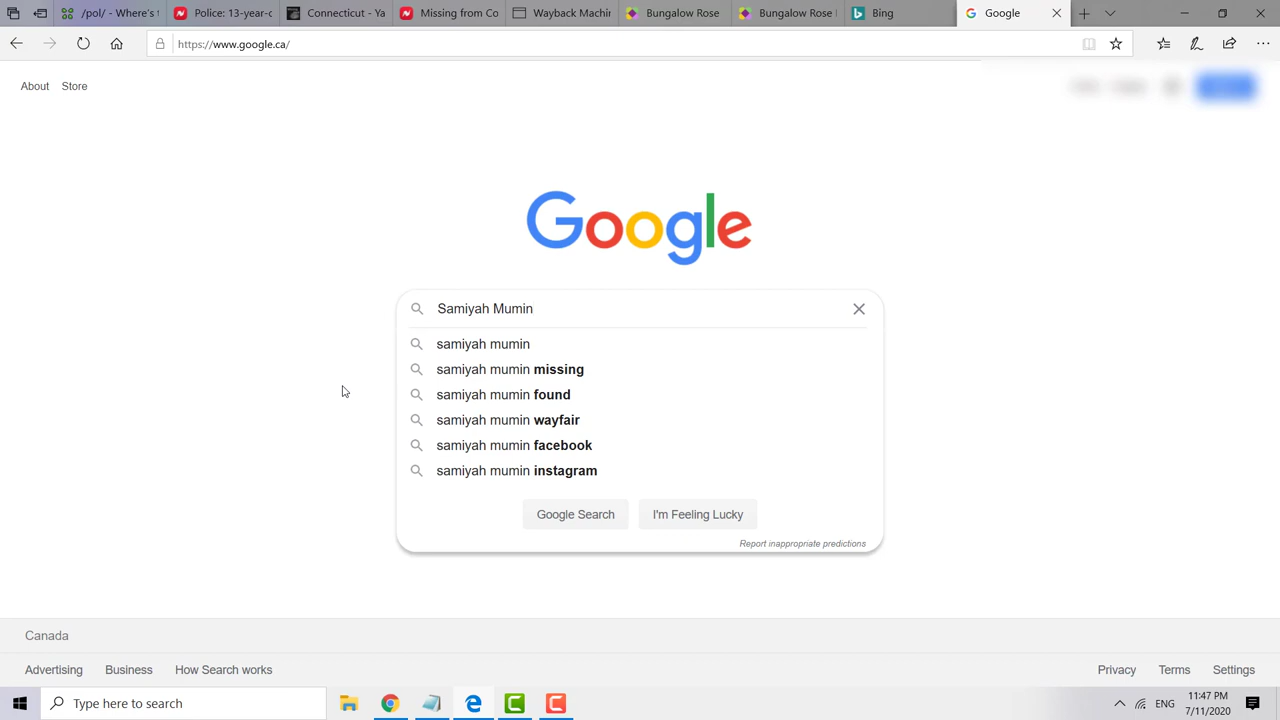 /pol/ - Where's
Police: 13-year-o
Connecticut - Wa
Missing from Co
Wayback Machin
Bungalow Rose
Bungalow Rose
Bing
Google
https://www.google.ca/
About Store
Google
Samiyah Mumin
samiyah mumin
samiyah mumin missing
samiyah mumin found
samiyah mumin wayfair
samiyah mumin facebook
samiyah mumin instagram
Google Search I'm Feeling Lucky
Report inappropriate predictions
Canada
Advertising Business How Search works Privacy Terms Settings
Type here to search
ENG
11:47 PM
7/11/2020